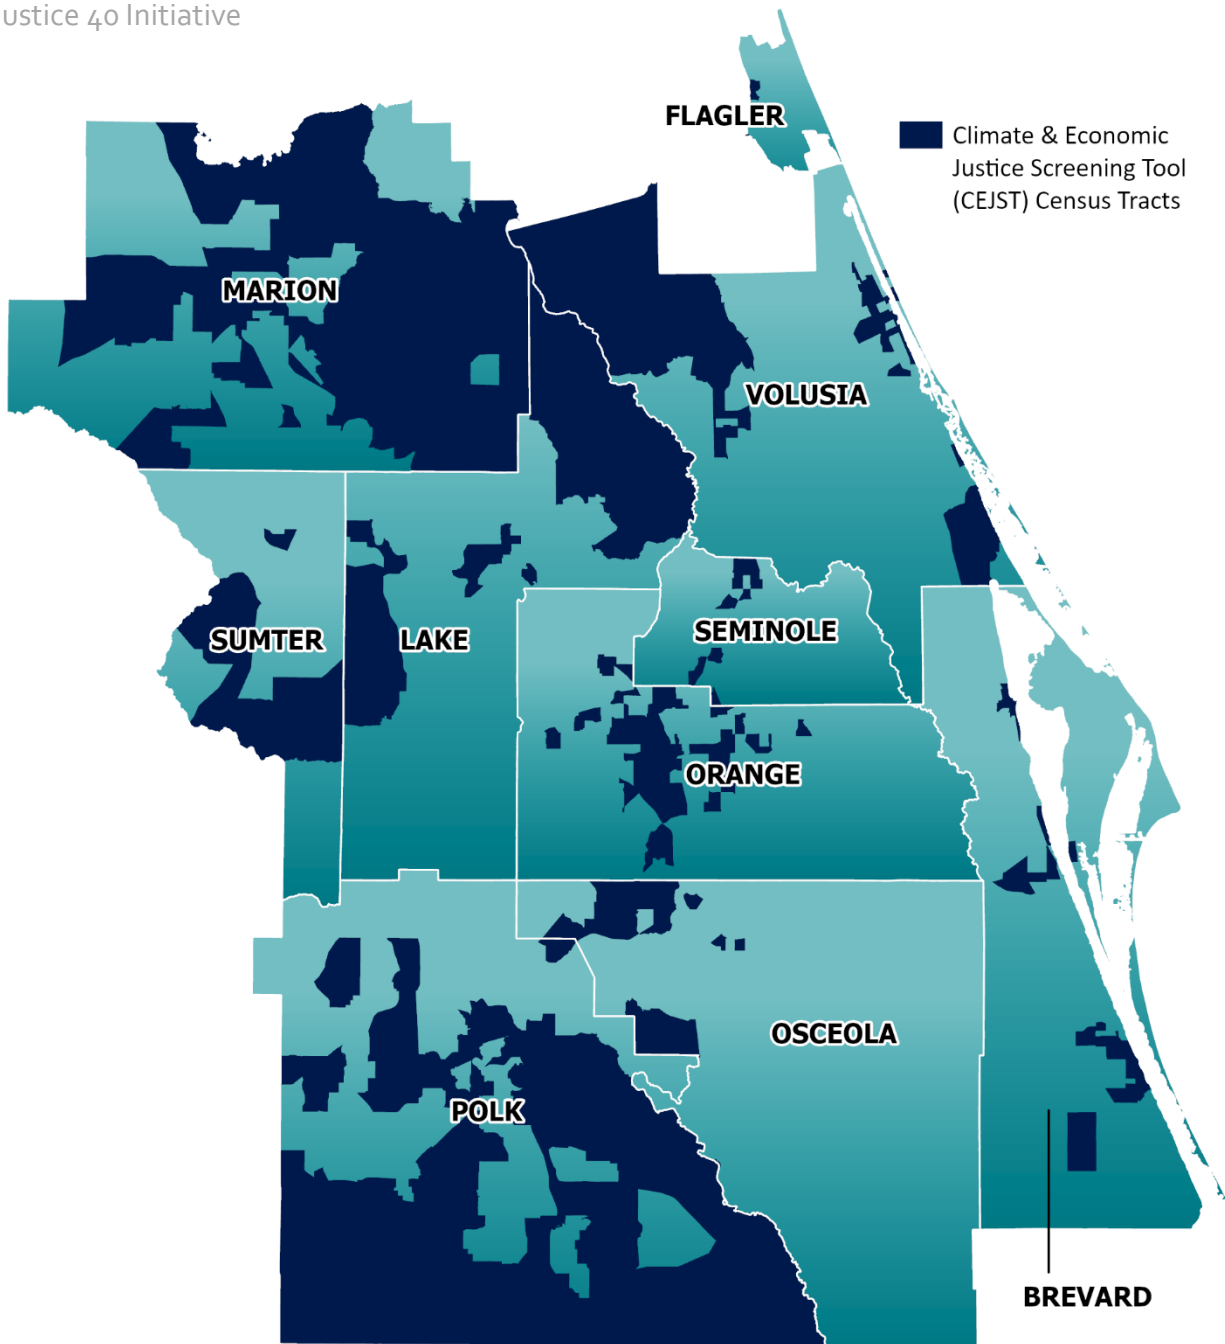 ustice 40 Initiative
FLAGLER
Climate & Economic
Justice Screening Tool
(CEJST) Census Tracts
MARION
VOLUSIA
SUMTER
LAKE
SEMINOLE
ORANGE
OSCEOLA
POLK
BREVARD